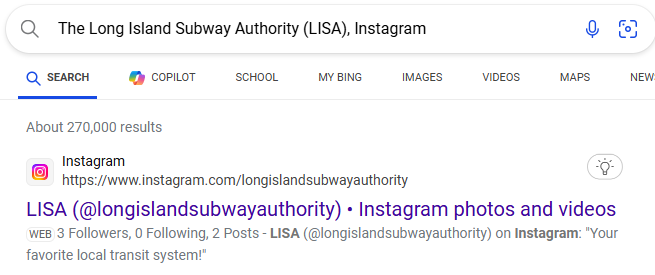 The Long Island Subway Authority (LISA), Instagram
SEARCH COPILOT SCHOOL MY BING IMAGES VIDEOS MAPS NEW
About 270,000 results
Instagram
https://www.instagram.com/longislandsubwayauthority
LISA (@longislandsubwayauthority) • Instagram photos and videos
WEB 3 Followers, 0 Following, 2 Posts - LISA (@longislandsubwayauthority) on Instagram: "Your
favorite local transit system!"